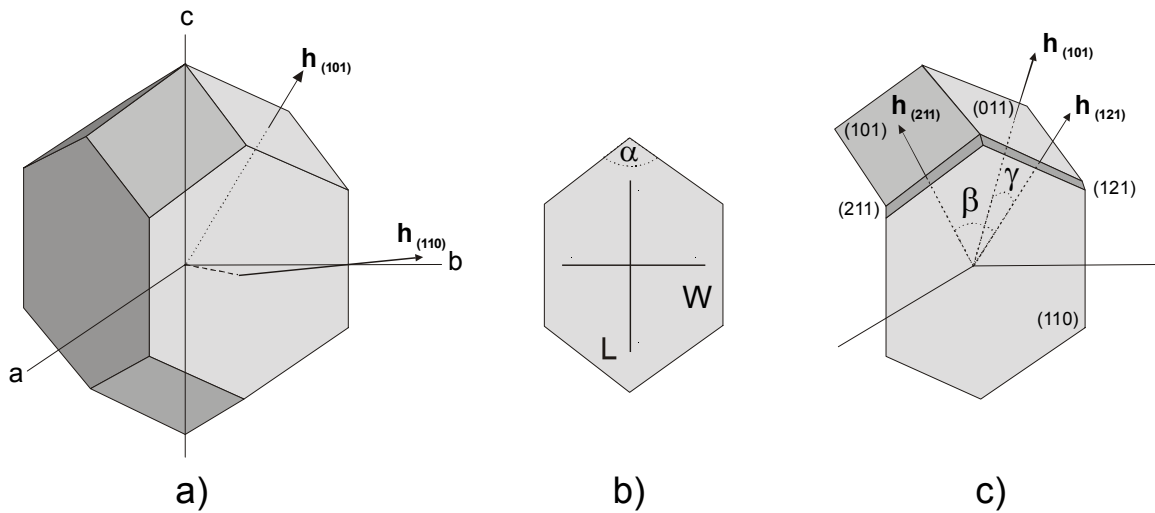 c
h (101)
h (110)
b
a
a)
α
W
L
b)
h (101)
h (121)
h (211)
(011)
(101)
γ
β
(211)
(121)
(110)
c)